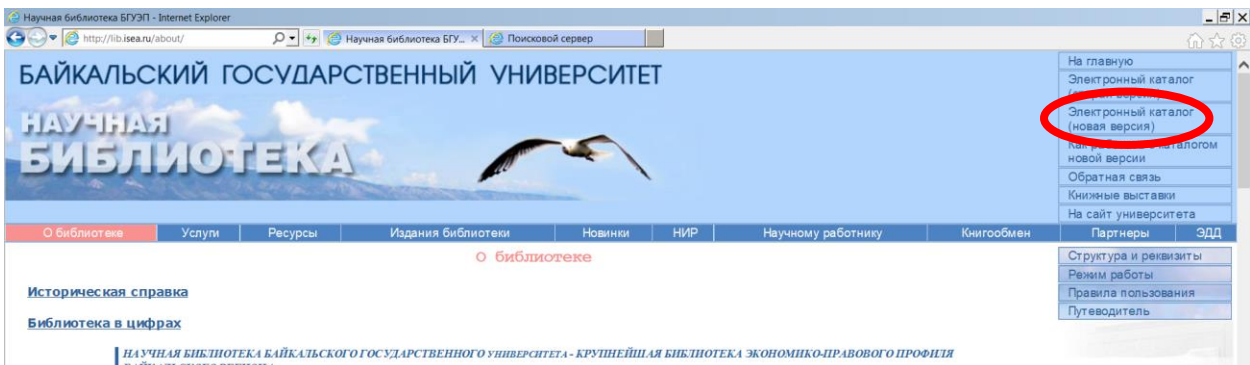 Научная библиотека БГУЭП - Internet Explorer
http://lib.isea.ru/about/
Научная библиотека БГУ...
Поисковой сервер
БАЙКАЛЬСКИЙ ГОСУДАРСТВЕННЫЙ УНИВЕРСИТЕТ
НАУЧНАЯ
БИБЛИОТЕКА
На главную
Электронный каталог
Электронный каталог
(новая версия)
новой версии
Обратная связь
Книжные выставки
На сайт университета
О библиотеке Услуги Ресурсы Издания библиотеки Новинки НИР Научному работнику Книгообмен Партнеры ЭДД
О библиотеке
Историческая справка
Библиотека в цифрах
НАУЧНАЯ БИБЛИОТЕКА БАЙКАЛЬСКОГО ГОСУДАРСТВЕННОГО УНИВЕРСИТЕТА - КРУПНЕЙШАЯ БИБЛИОТЕКА ЭКОНОМИКО-ПРАВОВОГО ПРОФИЛЯ
Структура и реквизиты
Режим работы
Правила пользования
Путеводитель